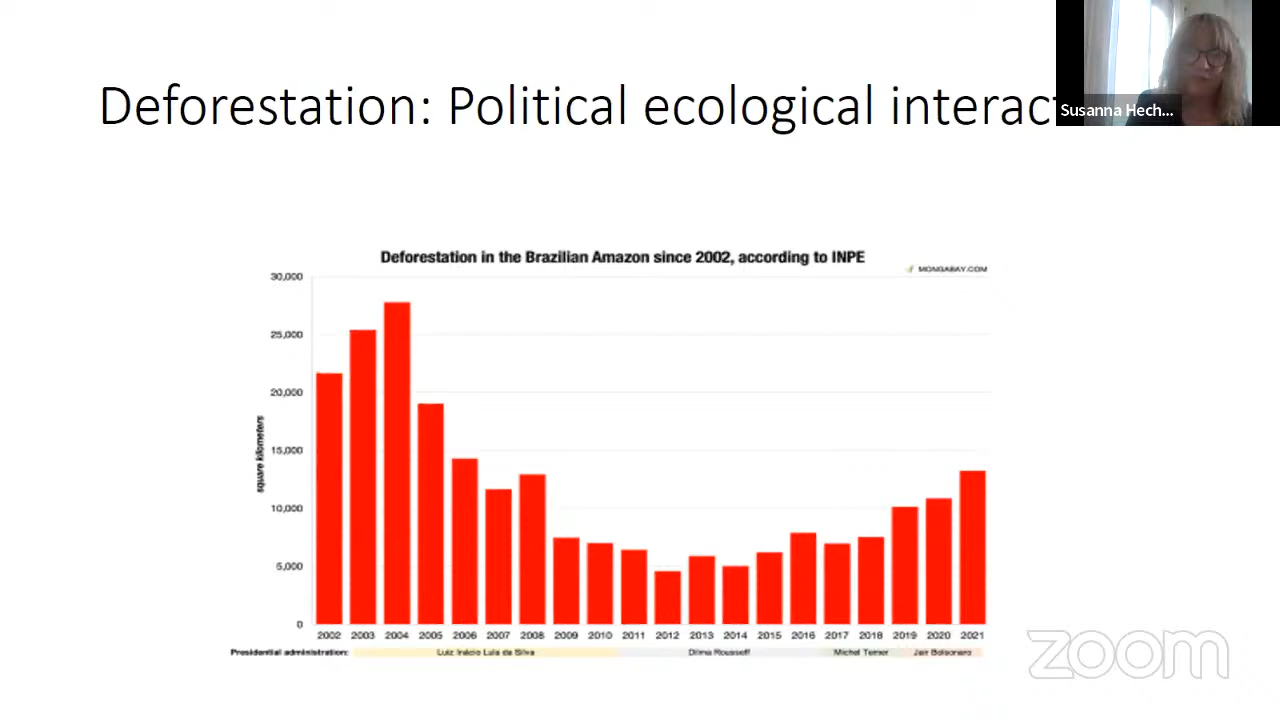 Deforestation: Political ecological interact
Susanna Hech...
Deforestation in the Brazilian Amazon since 2002, according to INPE
MONGABAY.COM
30,000
25,000
20,000
15,000
10,000
5,000
0
square kilometers
2002 2003 2004 2005 2006 2007 2008 2009 2010 2011 2012 2013 2014 2015 2016 2017 2018 2019 2020 2021
Presidential administration: Luiz Inácio Lula da Silva Dilma Rousseff Michel Temer Jair Bolsonaro
zoom